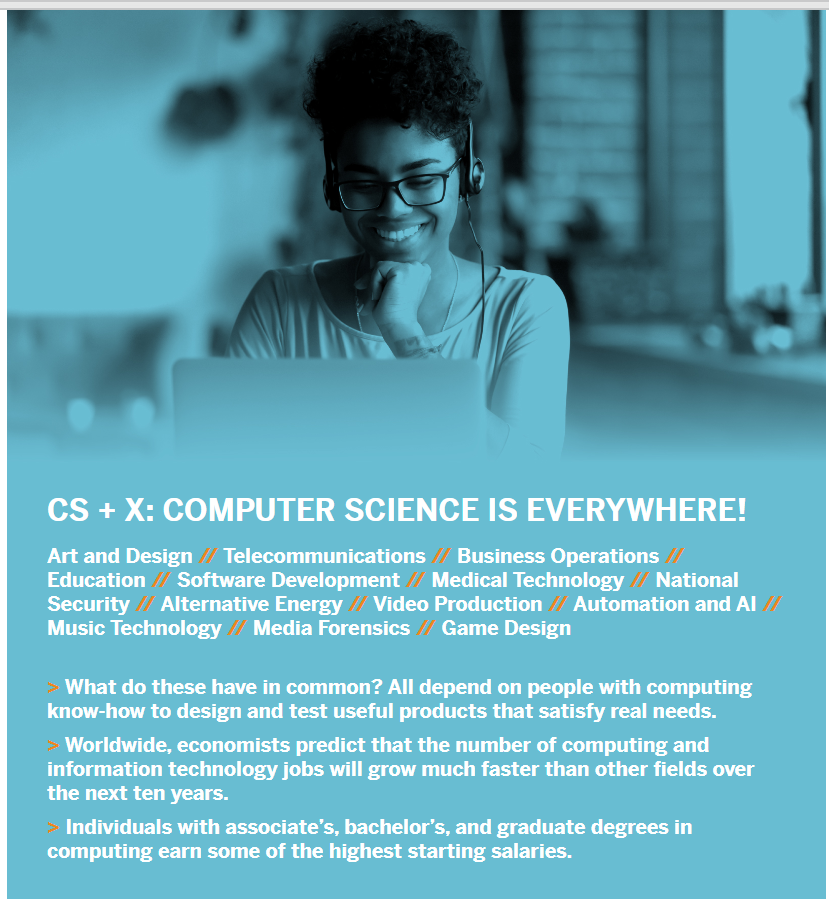 CS + X: COMPUTER SCIENCE IS EVERYWHERE!
Art and Design // Telecommunications // Business Operations //
Education // Software Development // Medical Technology // National
Security // Alternative Energy // Video Production // Automation and AI //
Music Technology // Media Forensics // Game Design
> What do these have in common? All depend on people with computing
know-how to design and test useful products that satisfy real needs.
> Worldwide, economists predict that the number of computing and
information technology jobs will grow much faster than other fields over
the next ten years.
> Individuals with associate’s, bachelor’s, and graduate degrees in
computing earn some of the highest starting salaries.